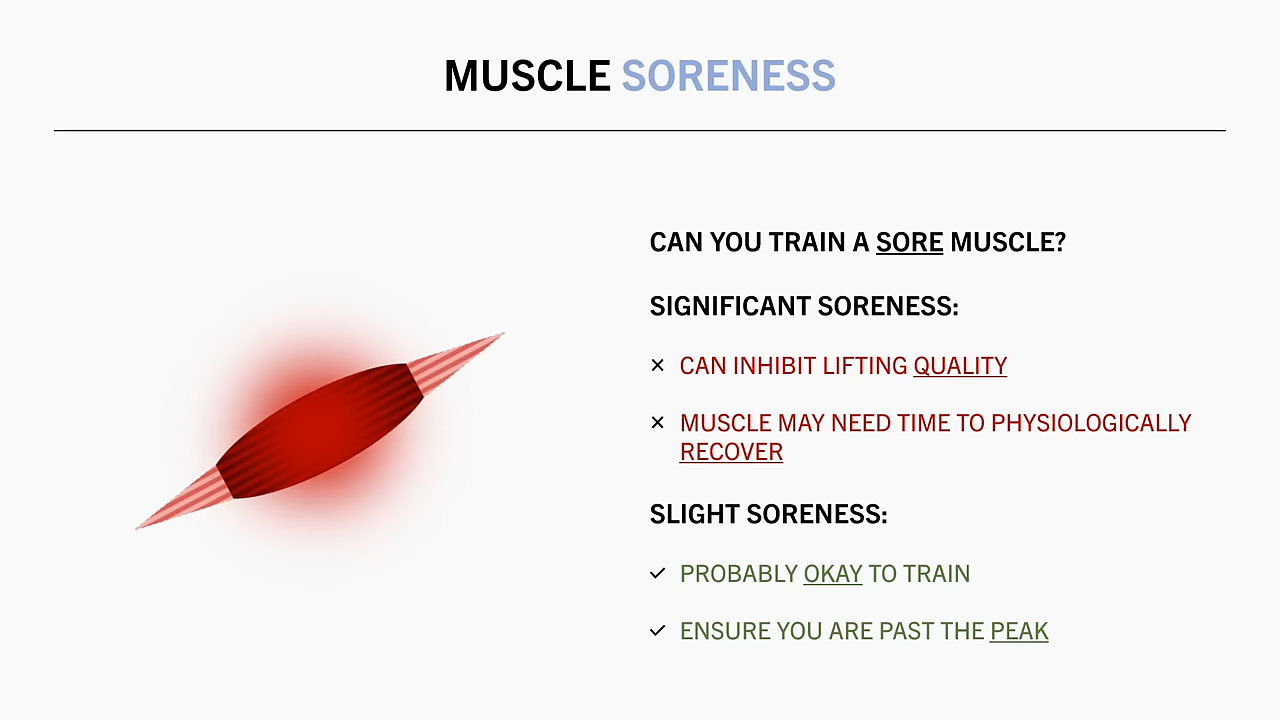 MUSCLE SORENESS
CAN YOU TRAIN A SORE MUSCLE?
SIGNIFICANT SORENESS:
× CAN INHIBIT LIFTING QUALITY
× MUSCLE MAY NEED TIME TO PHYSIOLOGICALLY
RECOVER
SLIGHT SORENESS:
✓ PROBABLY OKAY TO TRAIN
✓ ENSURE YOU ARE PAST THE PEAK